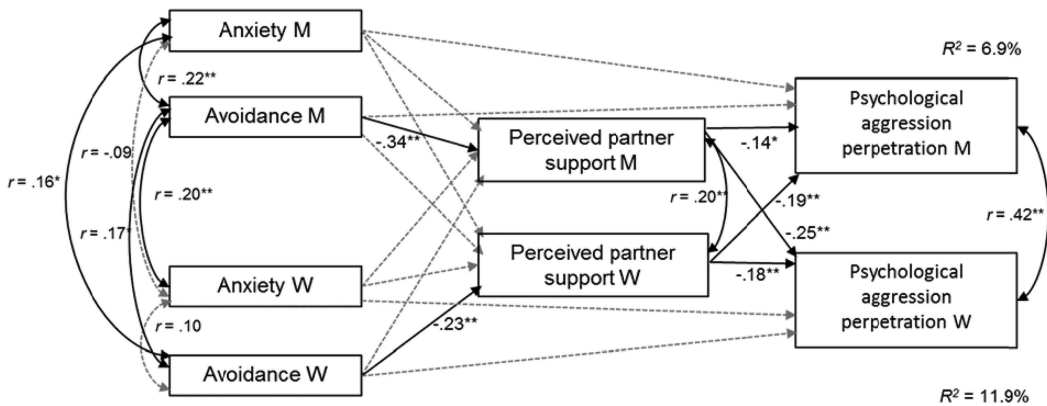 Anxiety M
R² = 6.9%
r = .22**
Avoidance M
Psychological
aggression
perpetration M
-.34**
Perceived partner
support M
-.14*
r = -.09
r = .16*
r = .20**
r = .20**
-.19**
r = .42**
r = .17*
-.25**
Perceived partner
support W
-.18**
Anxiety W
Psychological
aggression
perpetration W
r = .10
-.23**
Avoidance W
R² = 11.9%